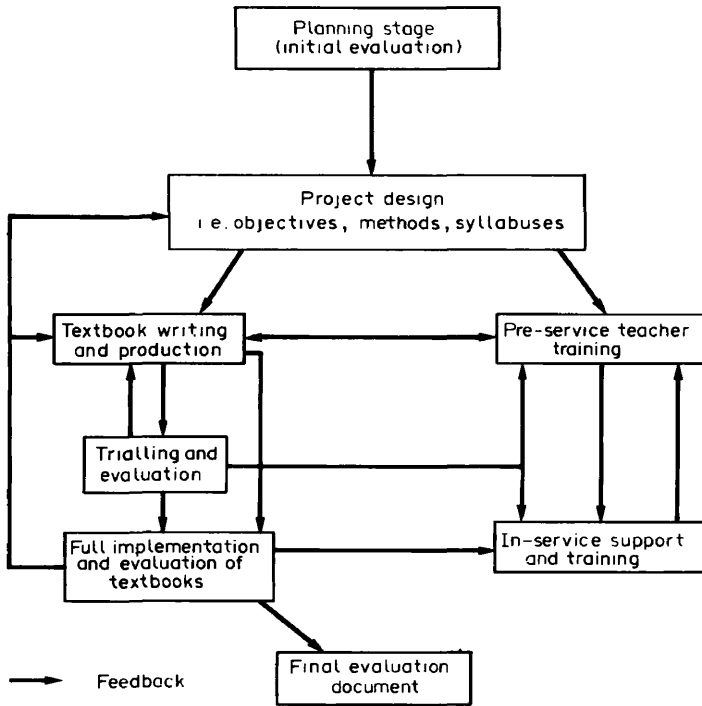 Planning stage
(initial evaluation)
Project design
i e. objectives, methods, syllabuses
Textbook writing
and production
Pre-service teacher
training
Trialling and
evaluation
Full implementation
and evaluation of
textbooks
In-service support
and training
Final evaluation
document
Feedback